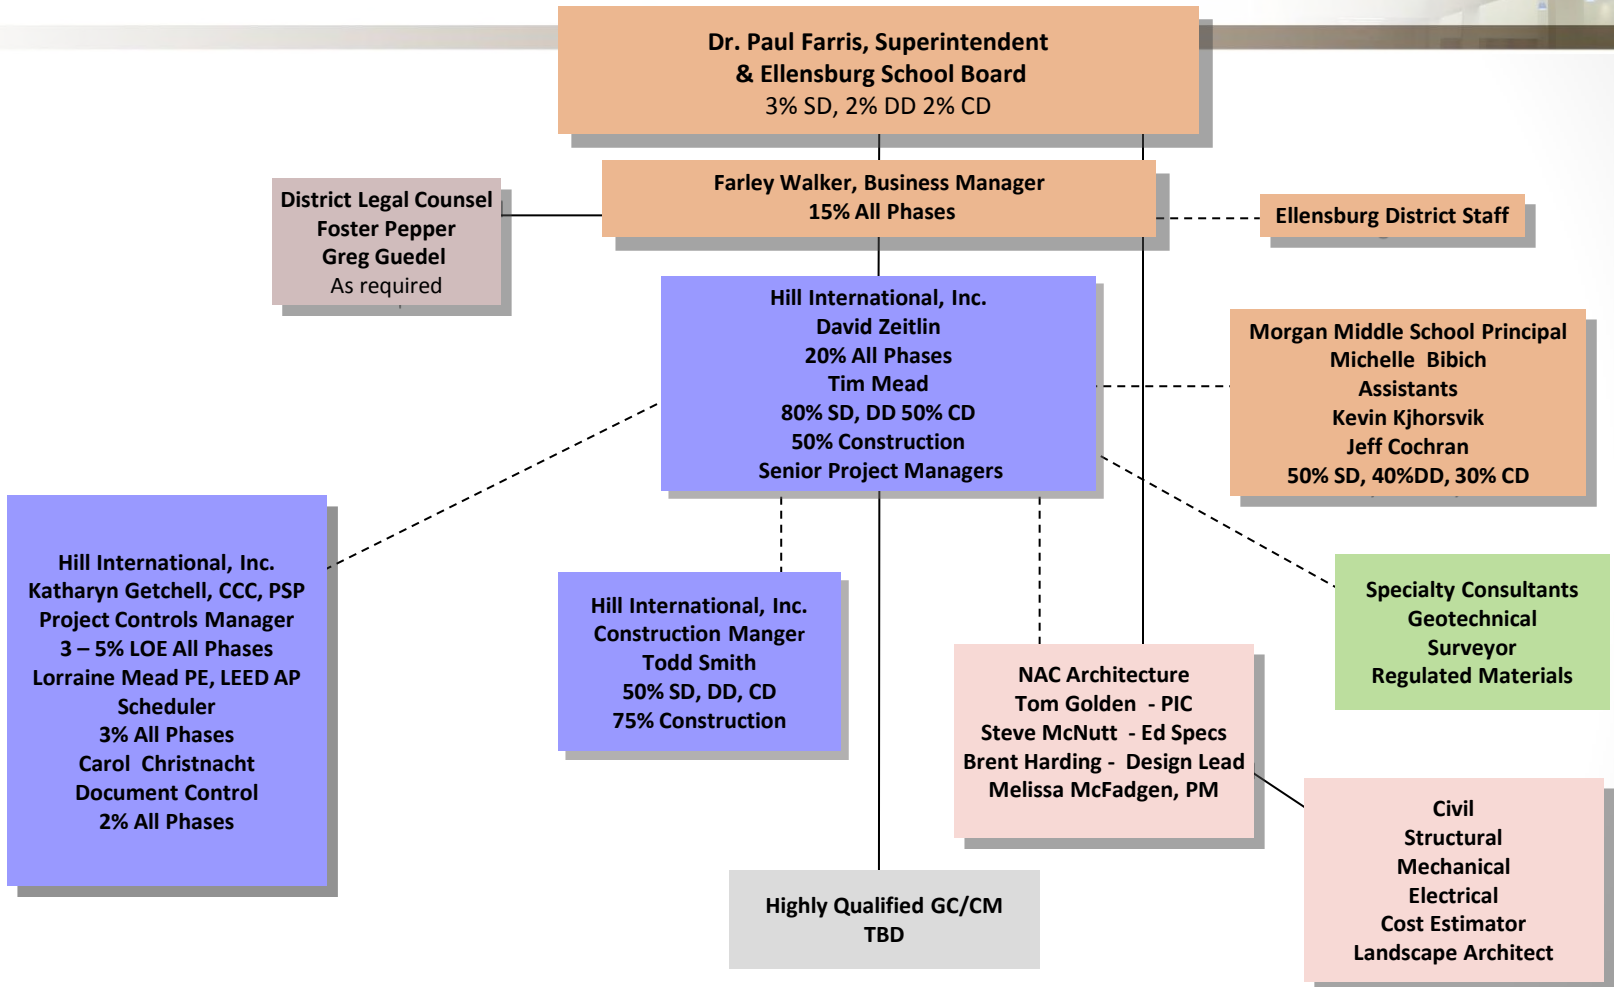 Dr. Paul Farris, Superintendent
& Ellensburg School Board
3% SD, 2% DD 2% CD
Farley Walker, Business Manager
15% All Phases
District Legal Counsel
Foster Pepper
Greg Guedel
As required
Ellensburg District Staff
Hill International, Inc.
David Zeitlin
20% All Phases
Tim Mead
80% SD, DD 50% CD
50% Construction
Senior Project Managers
Morgan Middle School Principal
Michelle Bibich
Assistants
Kevin Kjhorsvik
Jeff Cochran
50% SD, 40%DD, 30% CD
Hill International, Inc.
Katharyn Getchell, CCC, PSP
Project Controls Manager
3 – 5% LOE All Phases
Lorraine Mead PE, LEED AP
Scheduler
3% All Phases
Carol Christnacht
Document Control
2% All Phases
Hill International, Inc.
Construction Manger
Todd Smith
50% SD, DD, CD
75% Construction
NAC Architecture
Tom Golden - PIC
Steve McNutt - Ed Specs
Brent Harding - Design Lead
Melissa McFadgen, PM
Specialty Consultants
Geotechnical
Surveyor
Regulated Materials
Civil
Structural
Mechanical
Electrical
Cost Estimator
Landscape Architect
Highly Qualified GC/CM
TBD